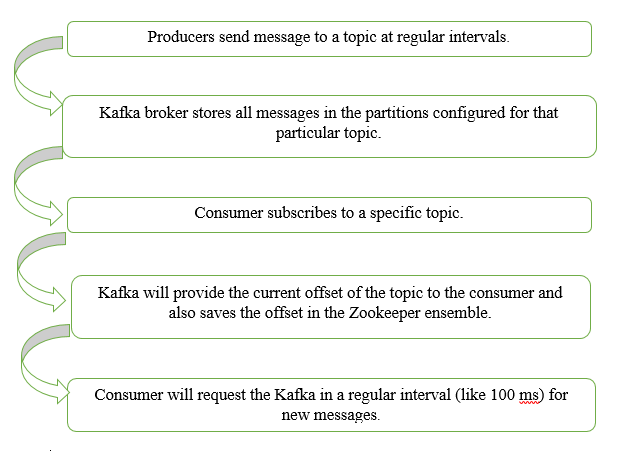 Producers send message to a topic at regular intervals.
Kafka broker stores all messages in the partitions configured for that
particular topic.
Consumer subscribes to a specific topic.
Kafka will provide the current offset of the topic to the consumer and
also saves the offset in the Zookeeper ensemble.
Consumer will request the Kafka in a regular interval (like 100 ms) for
new messages.